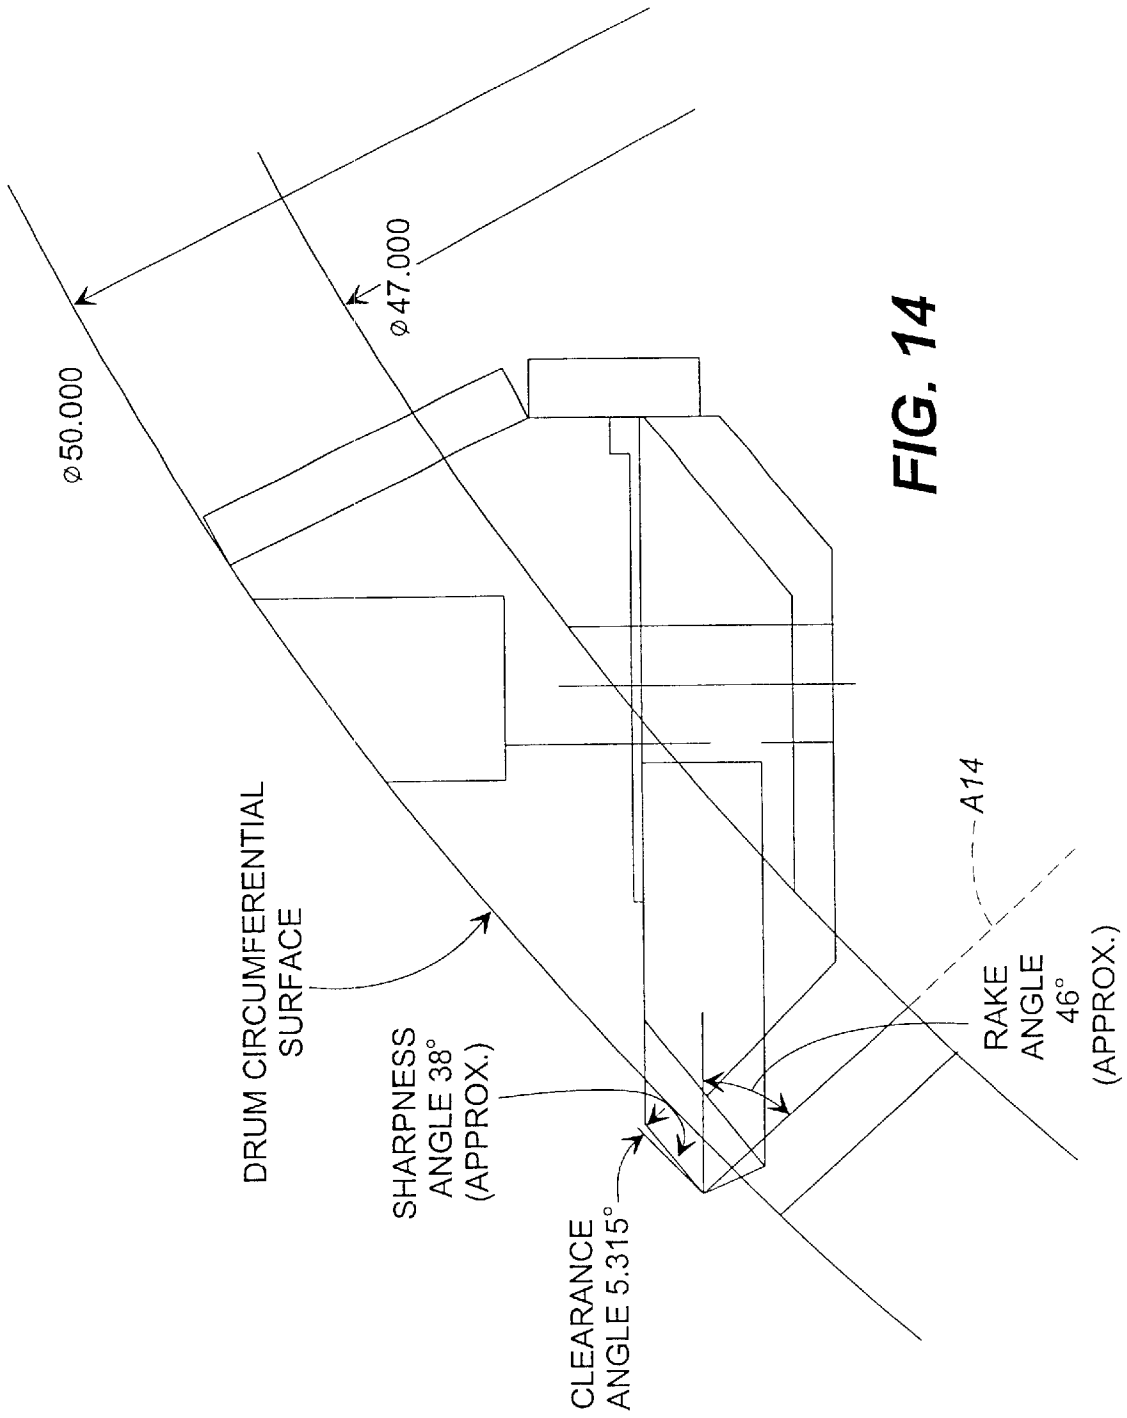 DRUM CIRCUMFERENTIAL
SURFACE
⌀50.000
⌀47.000
SHARPNESS
ANGLE 38°
(APPROX.)
CLEARANCE
ANGLE 5.315°
RAKE
ANGLE
46°
(APPROX.)
A14
FIG. 14